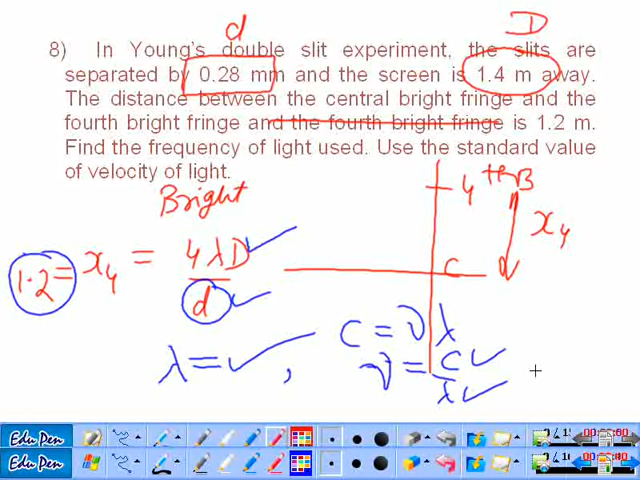 d
D
8) In Young's double slit experiment, the slits are
separated by 0.28 mm and the screen is 1.4 m away.
The distance between the central bright fringe and the
fourth bright fringe and the fourth bright fringe is 1.2 m.
Find the frequency of light used. Use the standard value
of velocity of light.
Bright
4 th B
1.2 = x₄ = 4λD
d
C
x₄
λ = ✓, C = νλ
ν = C ✓
λ ✓
Edu Pen
Edu Pen